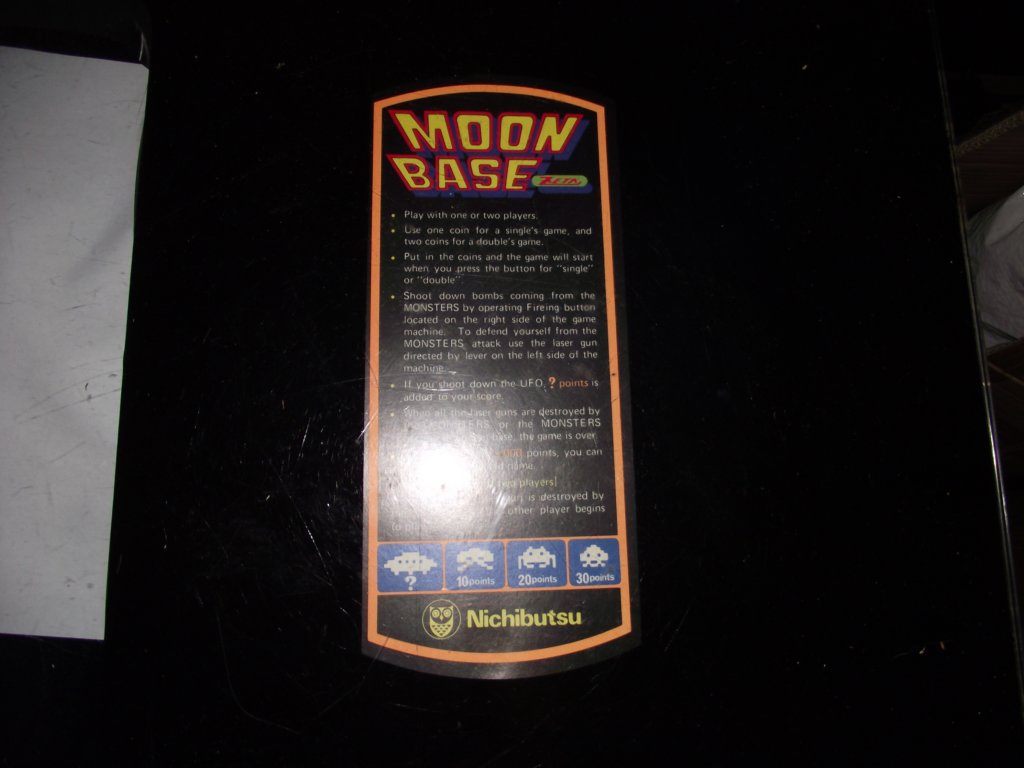 MOON
BASE ZETA
• Play with one or two players.
• Use one coin for a single's game, and
two coins for a double's game.
• Put in the coins and the game will start
when you press the button for "single"
or "double".
• Shoot down bombs coming from the
MONSTERS by operating Fireing button
located on the right side of the game
machine. To defend yourself from the
MONSTERS attack use the laser gun
directed by lever on the left side of the
machine.
• If you shoot down the UFO, ? points is
added to your score.
• When all the laser guns are destroyed by
or the MONSTERS
base, the game is over.
points, you can
name.
two players]
is destroyed by
other player begins
to
? 10points 20points 30points
Nichibutsu